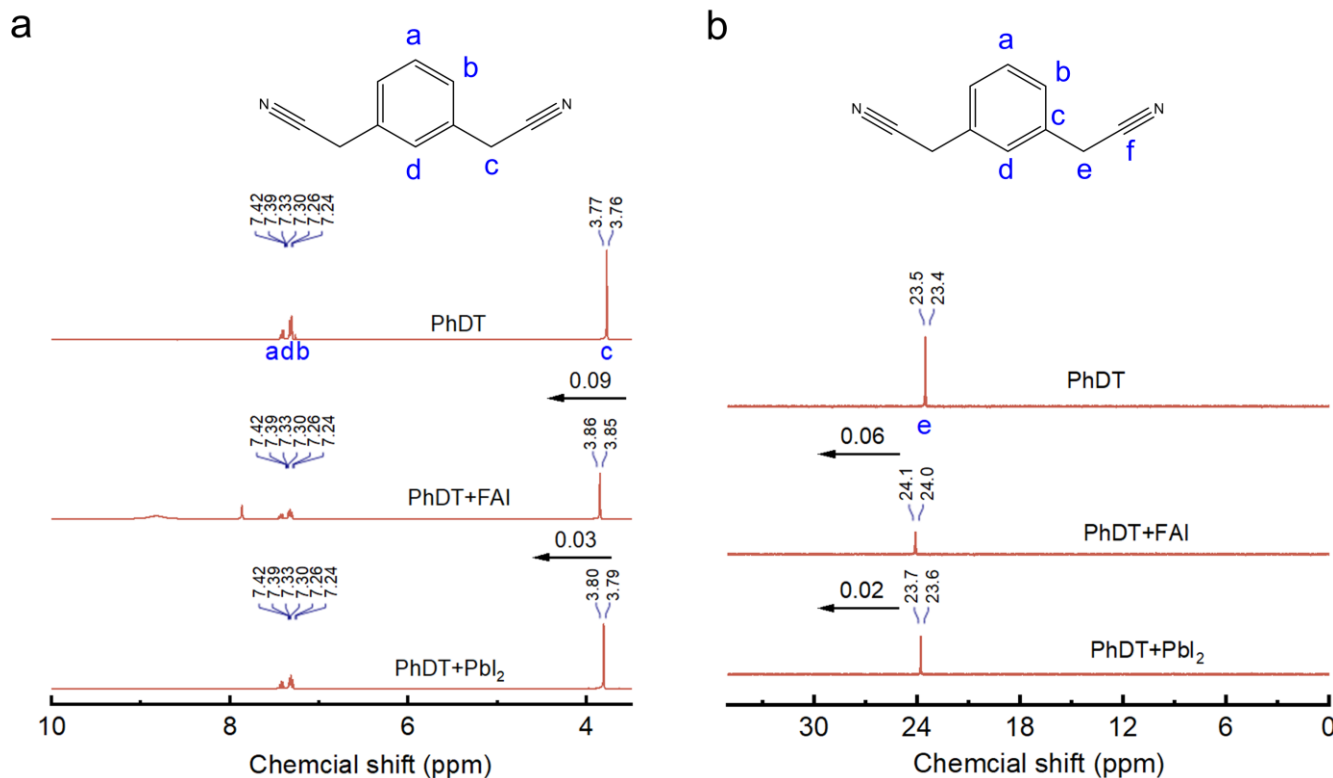 a
a
b
N
N
d
c
7.42
7.39
7.33
7.30
7.26
7.24
3.77
3.76
PhDT
adb
c
0.09
7.42
7.39
7.33
7.30
7.26
7.24
3.86
3.85
PhDT+FAI
0.03
7.42
7.39
7.33
7.30
7.26
7.24
3.80
3.79
PhDT+PbI₂
10 8 6 4
Chemcial shift (ppm)
b
a
b
N
c
N
f
d
e
23.5
23.4
PhDT
e
0.06
24.1
24.0
PhDT+FAI
0.02
23.7
23.6
PhDT+PbI₂
30 24 18 12 6 0
Chemcial shift (ppm)